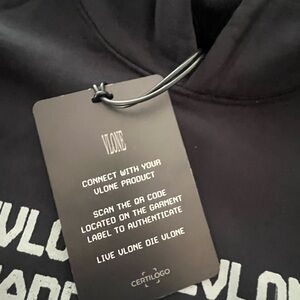 VLONE
CONNECT WITH YOUR
VLONE PRODUCT
SCAN THE QR CODE
LOCATED ON THE GARMENT
LABEL TO AUTHENTICATE
LIVE VLONE DIE VLONE
CERTILOGO